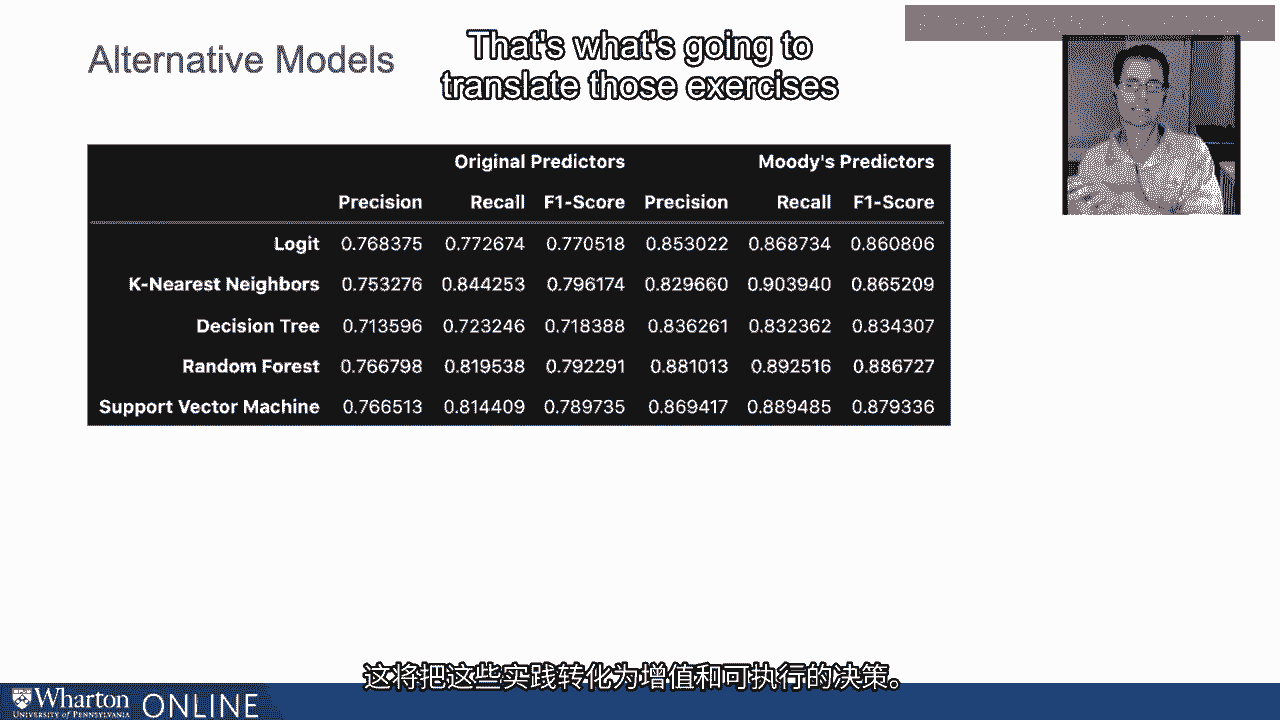 Alternative Models
That's what's going to
translate those exercises
Original Predictors Moody's Predictors
Precision Recall F1-Score Precision Recall F1-Score
Logit 0.768375 0.772674 0.770518 0.853022 0.868734 0.860806
K-Nearest Neighbors 0.753276 0.844253 0.796174 0.829660 0.903940 0.865209
Decision Tree 0.713596 0.723246 0.718388 0.836261 0.832362 0.834307
Random Forest 0.766798 0.819538 0.792291 0.881013 0.892516 0.886727
Support Vector Machine 0.766513 0.814409 0.789735 0.869417 0.889485 0.879336
这将把这些实践转化为增值和可执行的决策。
Wharton ONLINE
UNIVERSITY of PENNSYLVANIA